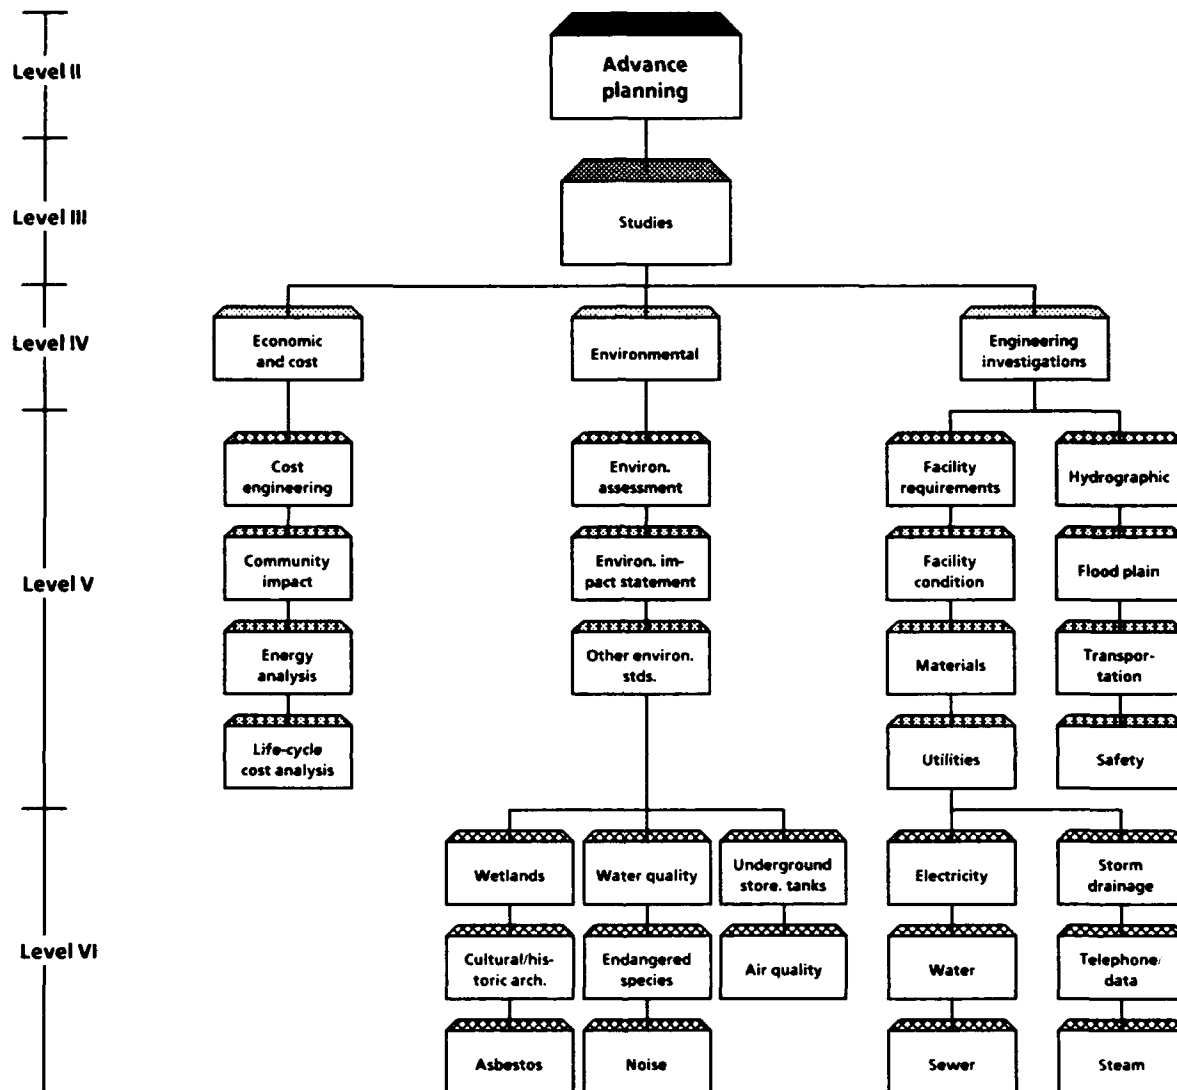 Level II
Advance
planning
Level III
Studies
Level IV
Economic
and cost
Environmental
Engineering
investigations
Level V
Cost
engineering
Environ.
assessment
Facility
requirements
Hydrographic
Community
impact
Environ. im-
pact statement
Facility
condition
Flood plain
Energy
analysis
Other environ.
stds.
Materials
Transpor-
tation
Life-cycle
cost analysis
Utilities
Safety
Level VI
Wetlands
Water quality
Underground
store. tanks
Electricity
Storm
drainage
Cultural/his-
toric arch.
Endangered
species
Air quality
Water
Telephone/
data
Asbestos
Noise
Sewer
Steam